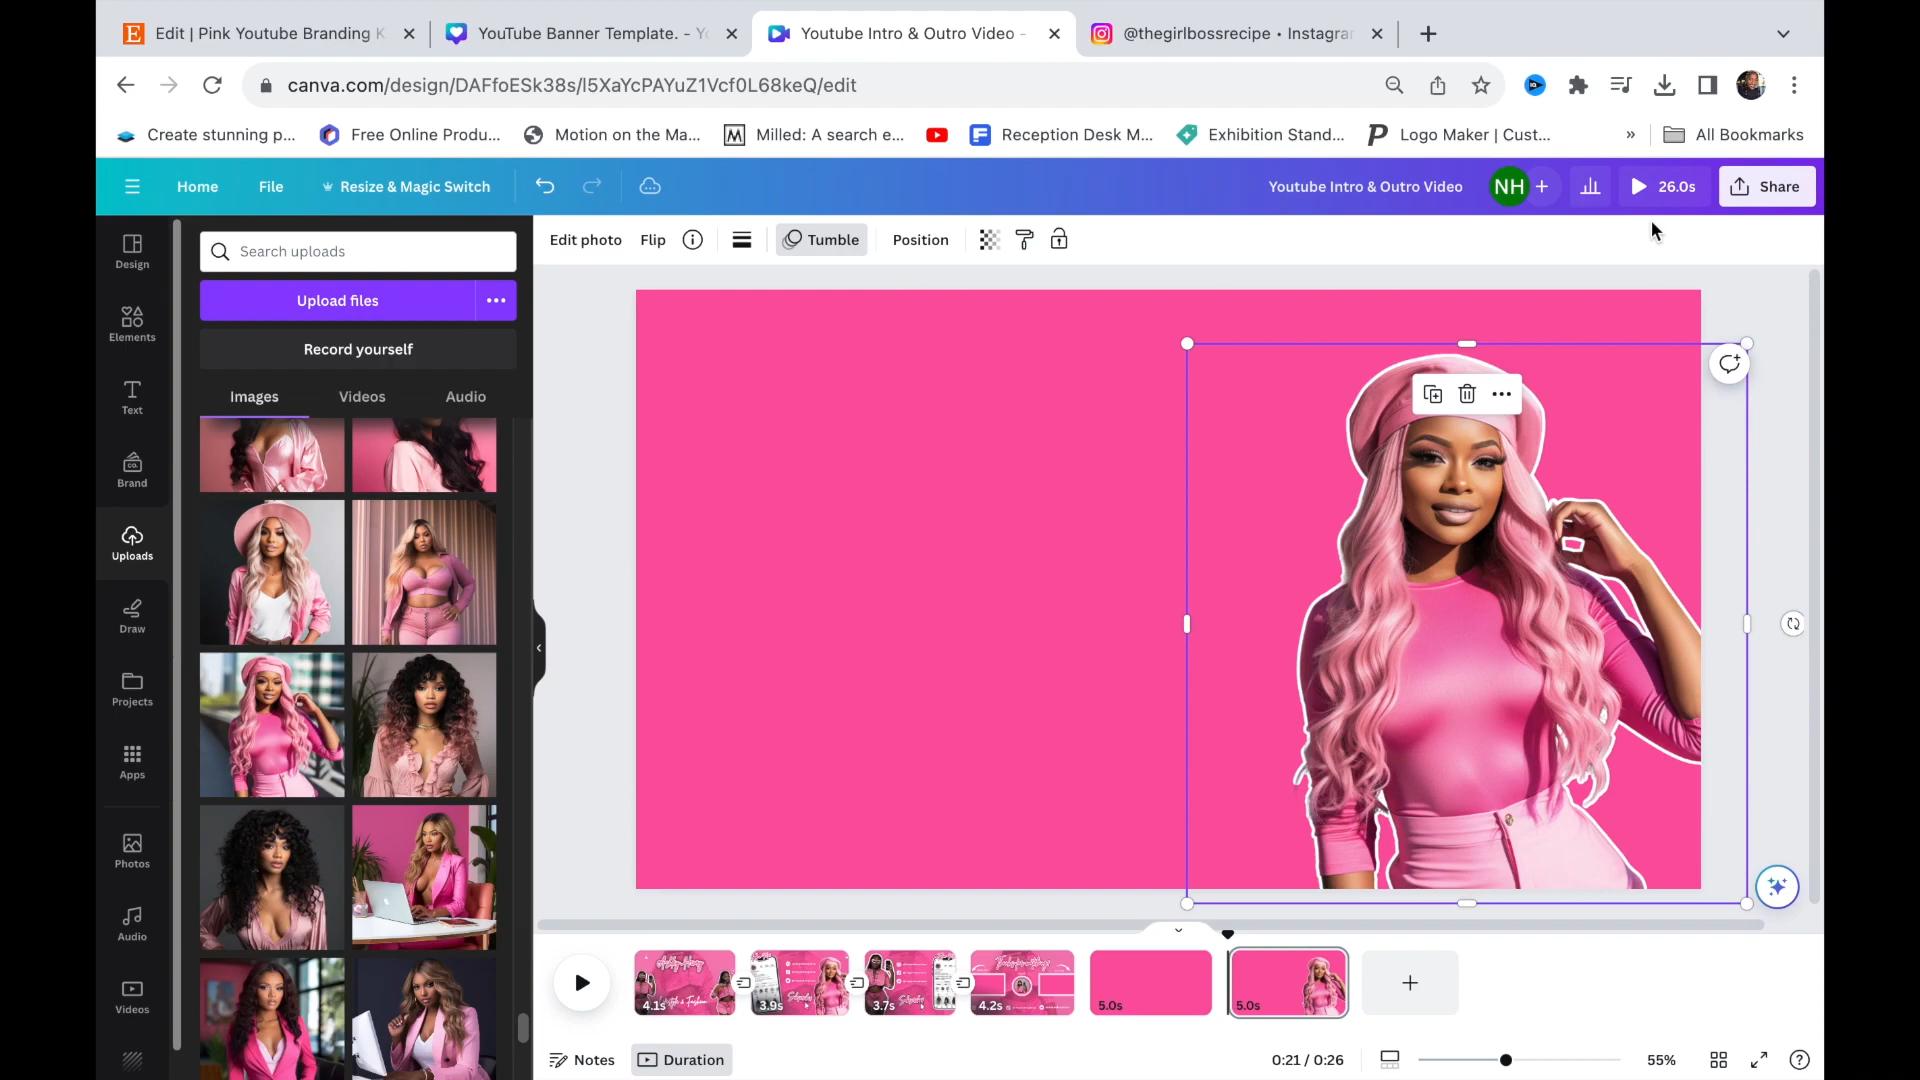 Edit | Pink Youtube Branding K
YouTube Banner Template. - Yo
Youtube Intro & Outro Video -
@thegirlbossrecipe • Instagram
canva.com/design/DAFfoESk38s/l5XaYcPAYuZ1Vcf0L68keQ/edit
Create stunning p...
Free Online Produ...
Motion on the Ma...
Milled: A search e...
Reception Desk M...
Exhibition Stand...
Logo Maker | Cust...
»
All Bookmarks
Home
File
Resize & Magic Switch
Youtube Intro & Outro Video
NH
26.0s
Share
Design
Elements
Text
Brand
Uploads
Draw
Projects
Apps
Photos
Audio
Videos
Search uploads
Upload files
Record yourself
Images
Videos
Audio
Edit photo
Flip
Tumble
Position
4.1s
3.9s
3.7s
4.2s
5.0s
5.0s
Notes
Duration
0:21 / 0:26
55%